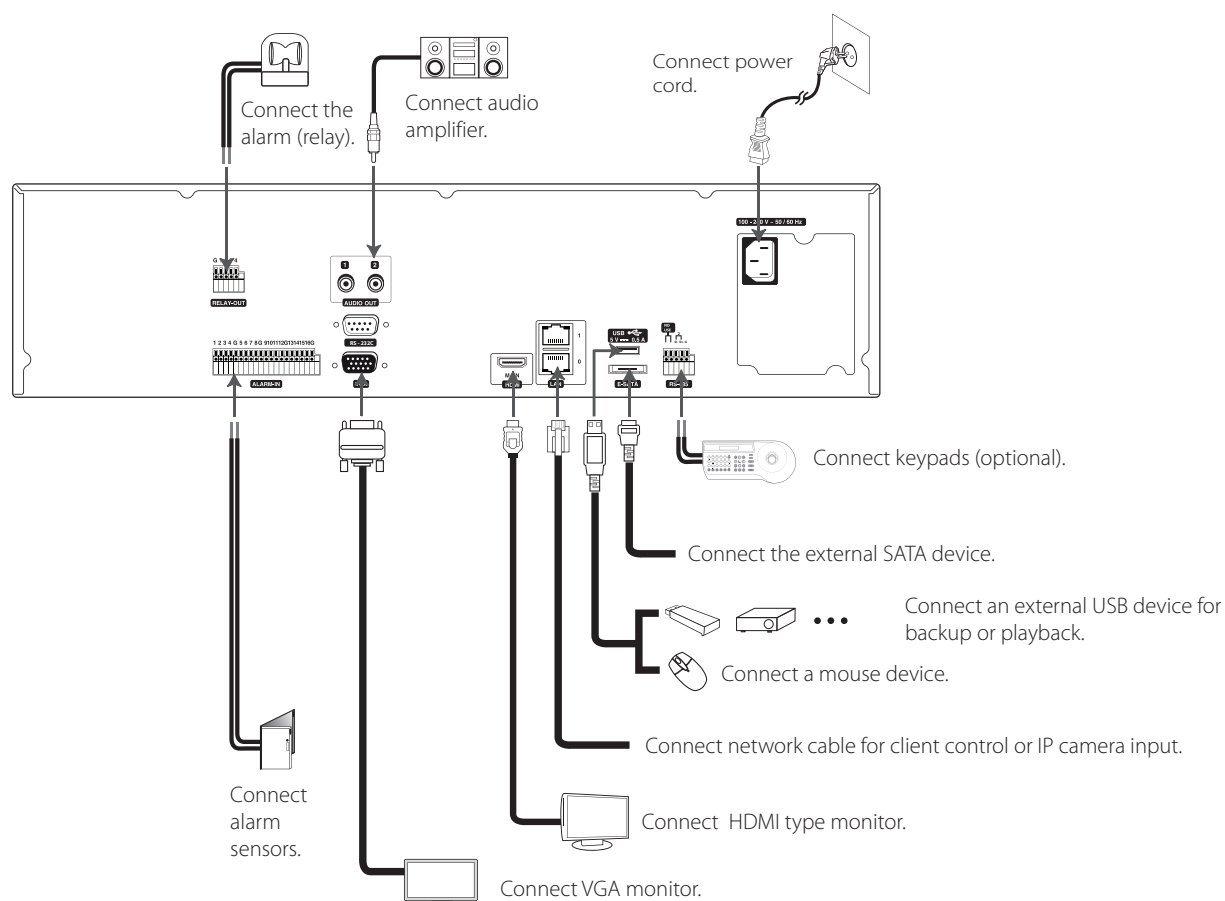 Connect power
cord.
Connect the
alarm (relay).
Connect audio
amplifier.
100 - 240 V ~ 50 / 60 Hz
1 2
RELAY-OUT
AUDIO OUT
RS - 232C
1 2 3 4 G 5 6 7 8 G 9 10 11 12 G 13 14 15 16 G
ALARM-IN
MAIN
HDMI
1
0
LAN
USB
5 V 0.5 A
E-SATA
NO
USE
RS-485
Connect keypads (optional).
Connect the external SATA device.
Connect an external USB device for
backup or playback.
Connect a mouse device.
Connect network cable for client control or IP camera input.
Connect
alarm
sensors.
Connect HDMI type monitor.
Connect VGA monitor.